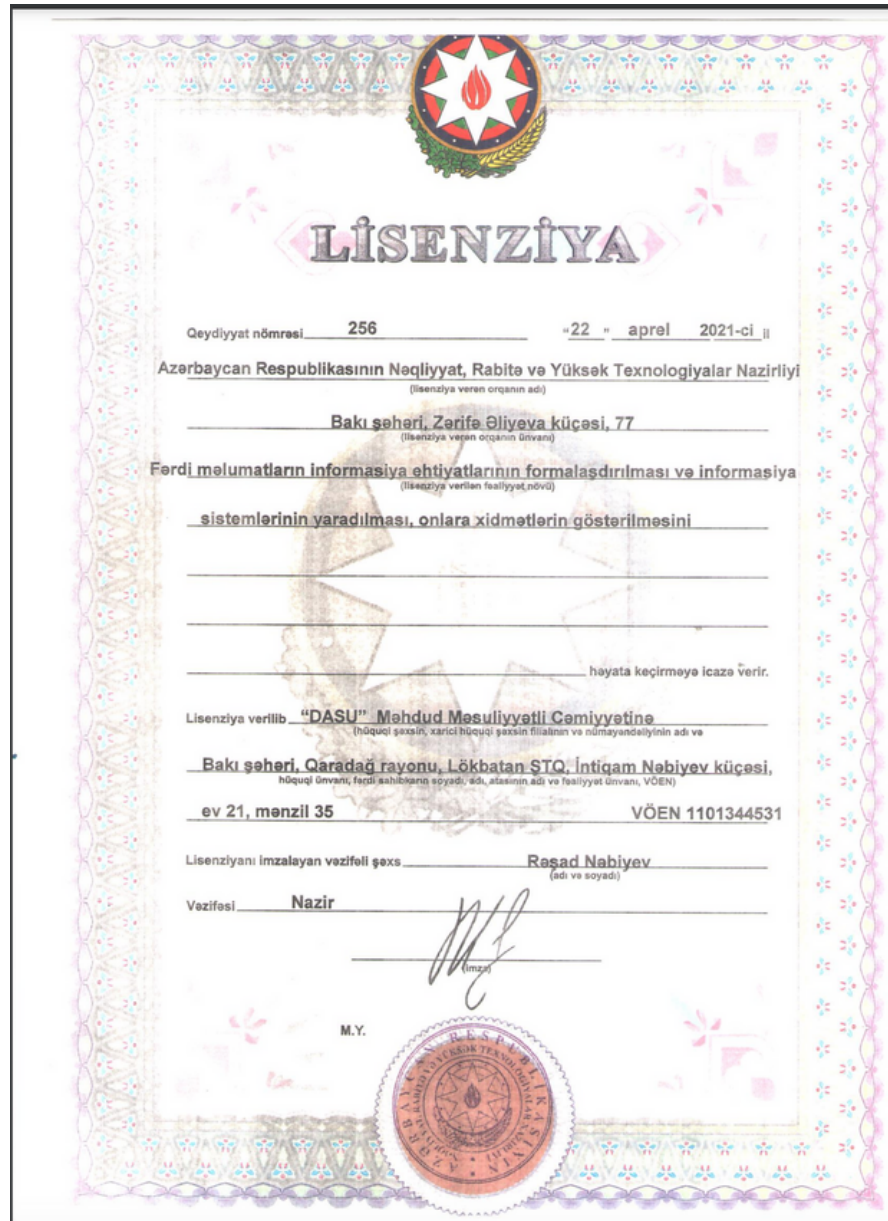 LİSENZİYA
Qeydiyyat nömrəsi 256 "22" aprel 2021-ci il
Azərbaycan Respublikasının Nəqliyyat, Rabitə və Yüksək Texnologiyalar Nazirliyi
(lisenziya verən orqanın adı)
Bakı şəhəri, Zərifə Əliyeva küçəsi, 77
(lisenziya verən orqanın ünvanı)
Fərdi məlumatların informasiya ehtiyatlarının formalaşdırılması və informasiya
(lisenziya verilən fəaliyyət növü)
sistemlərinin yaradılması, onlara xidmətlərin göstərilməsini
həyata keçirməyə icazə verir.
Lisenziya verilib "DASU" Məhdud Məsuliyyətli Cəmiyyətinə
(hüquqi şəxsin, xarici hüquqi şəxsin filialının və nümayəndəliyinin adı və
Bakı şəhəri, Qaradağ rayonu, Lökbatan ŞTQ, İntiqam Nəbiyev küçəsi,
hüquqi ünvanı, fərdi sahibkarın soyadı, adı, atasının adı və fəaliyyət ünvanı, VÖEN)
ev 21, mənzil 35 VÖEN 1101344531
Lisenziyanı imzalayan vəzifəli şəxs Rəşad Nəbiyev
(adı və soyadı)
Vəzifəsi Nazir
(imza)
M.Y.
AZƏRBAYCAN RESPUBLİKASININ